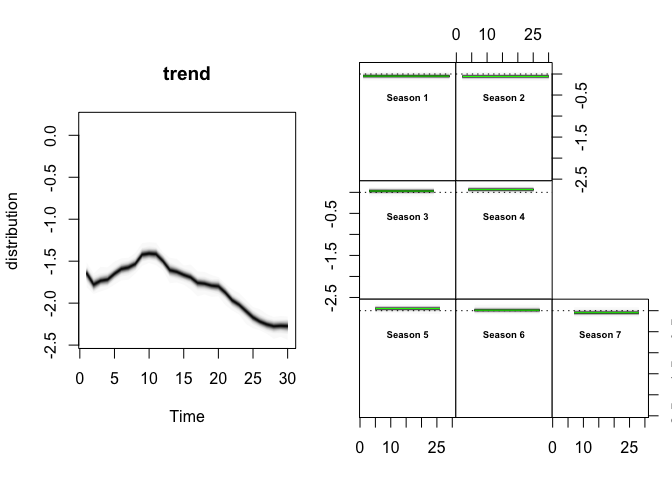 0 10 25
trend
Season 1 Season 2
-0.5 -1.5 -2.5
Season 3 Season 4
-0.5 -1.5 -2.5
Season 5 Season 6 Season 7
distribution
0.0 -0.5 -1.0 -1.5 -2.0 -2.5
0 5 10 15 20 25 30
Time
0 10 25 0 10 25